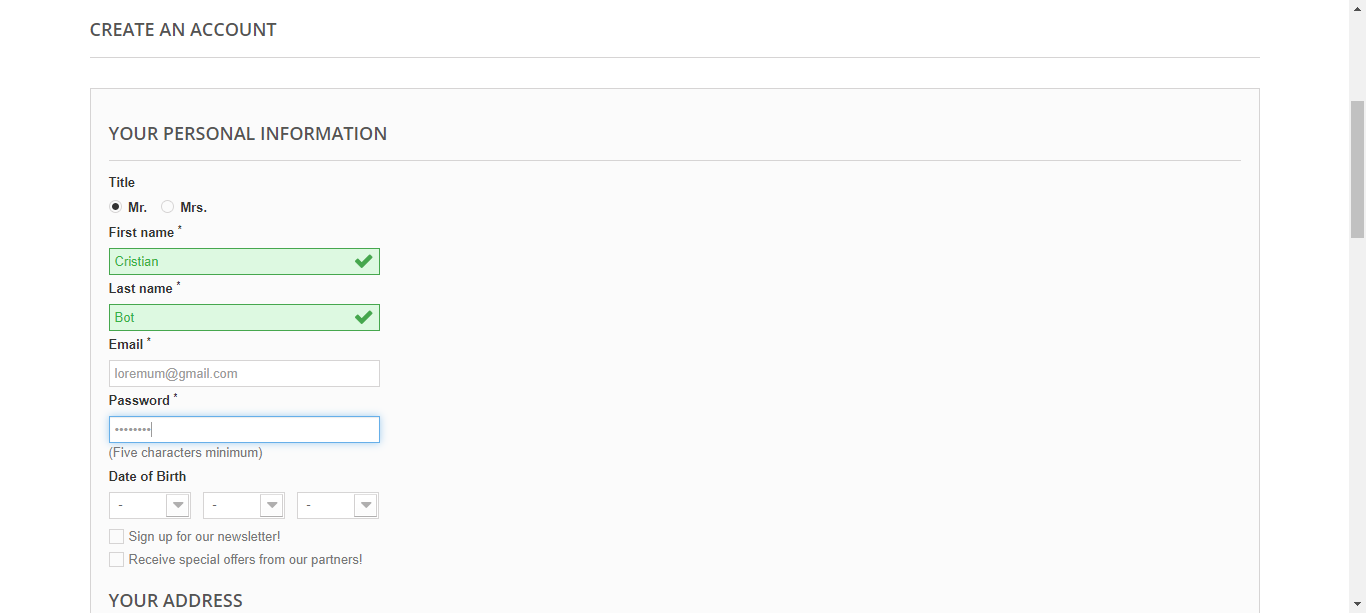 CREATE AN ACCOUNT
YOUR PERSONAL INFORMATION
Title
Mr. Mrs.
First name *
Cristian
Last name *
Bot
Email *
loremum@gmail.com
Password *
••••••••
(Five characters minimum)
Date of Birth
- - -
Sign up for our newsletter!
Receive special offers from our partners!
YOUR ADDRESS